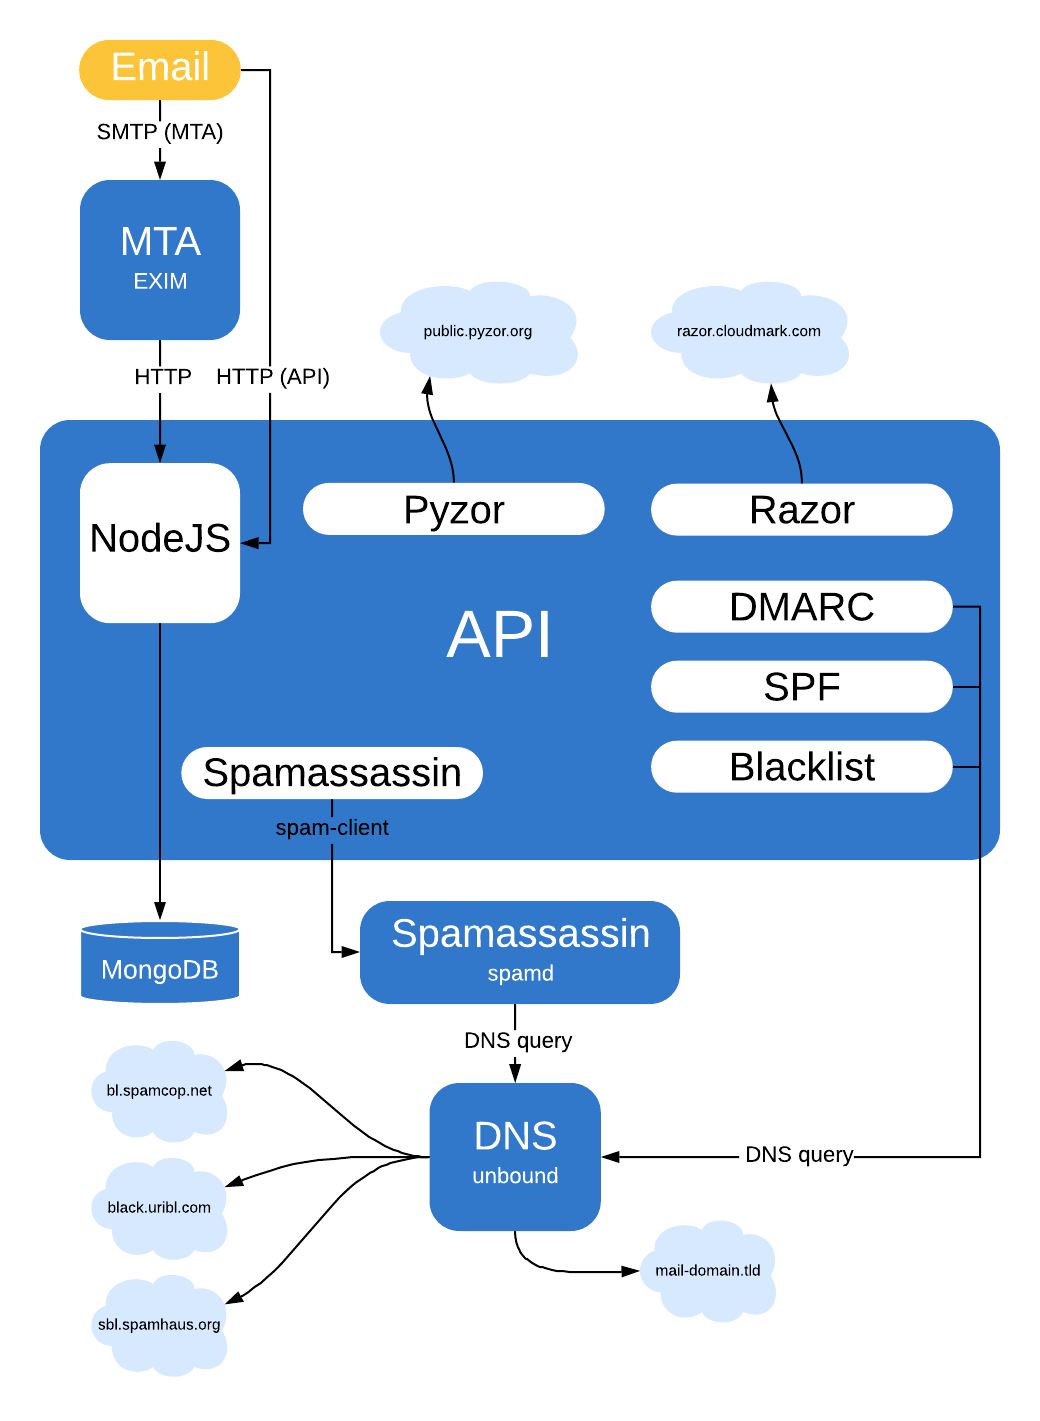 Email
SMTP (MTA)
MTA
EXIM
public.pyzor.org
razor.cloudmark.com
HTTP
HTTP (API)
NodeJS
Pyzor
Razor
DMARC
API
SPF
Spamassassin
Blacklist
spam-client
Spamassassin
spamd
MongoDB
DNS query
bl.spamcop.net
DNS
unbound
DNS query
black.uribl.com
mail-domain.tld
sbl.spamhaus.org